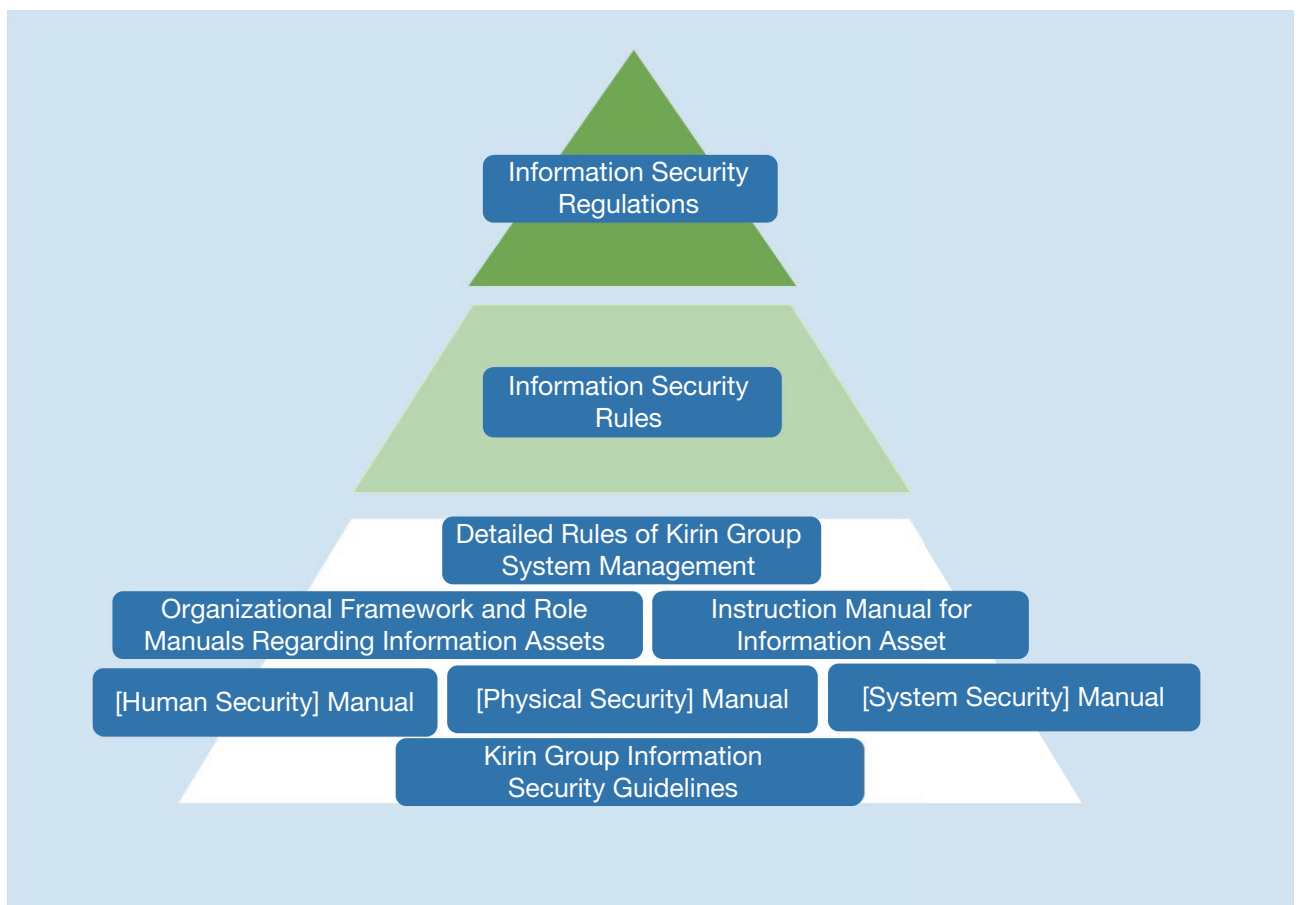 Information Security
Regulations
Information Security
Rules
Detailed Rules of Kirin Group
System Management
Organizational Framework and Role
Manuals Regarding Information Assets
Instruction Manual for
Information Asset
[Human Security] Manual
[Physical Security] Manual
[System Security] Manual
Kirin Group Information
Security Guidelines